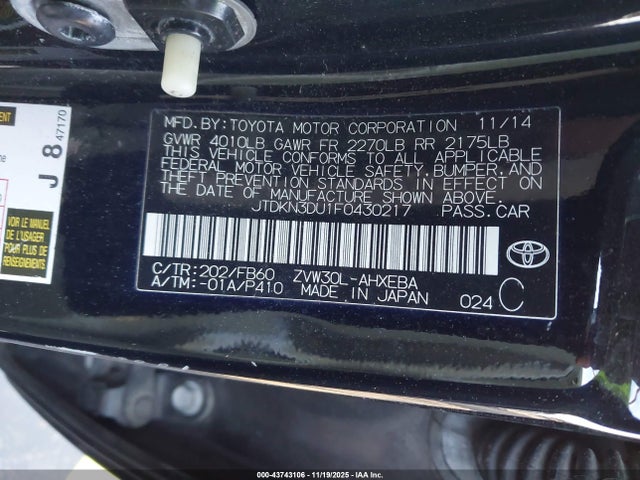 MFD.BY:TOYOTA MOTOR CORPORATION 11/14
GVWR 4010LB GAWR FR 2270LB RR 2175LB
THIS VEHICLE CONFORMS TO ALL APPLICABLE
FEDERAL MOTOR VEHICLE SAFETY,BUMPER,AND
THEFT PREVENTION STANDARDS IN EFFECT ON
THE DATE OF MANUFACTURE SHOWN ABOVE.
JTDKN3DU1F0430217 PASS.CAR
C/TR:202/FB60 ZVW30L-AHXEBA
A/TM:-01A/P410 MADE IN JAPAN 024 C
J 8 47170
VOIR LE MANUEL
DE L'USAGER
POUR PLUS DE
RENSEIGNEMENTS
000-43743106 - 11/19/2025 - IAA Inc.